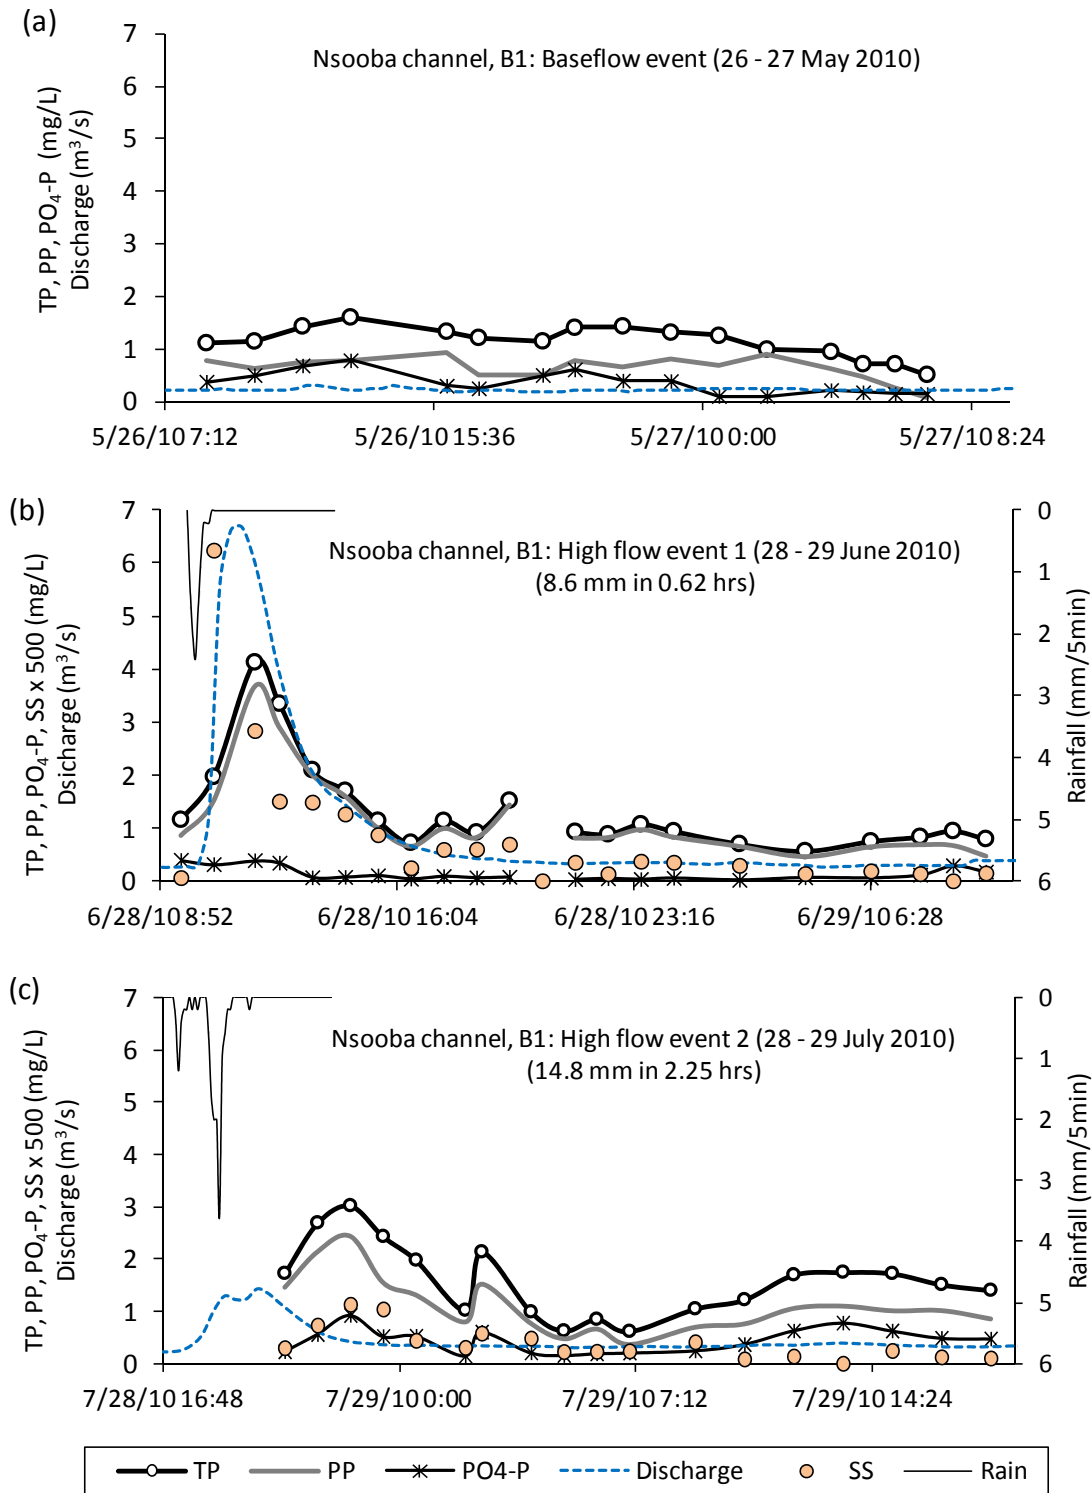 (a)
7
6
5
4
3
2
1
0
TP, PP, PO₄-P (mg/L)
Discharge (m³/s)
Nsooba channel, B1: Baseflow event (26 - 27 May 2010)
5/26/10 7:12
5/26/10 15:36
5/27/10 0:00
5/27/10 8:24
(b)
7
6
5
4
3
2
1
0
TP, PP, PO₄-P, SS x 500 (mg/L)
Dsicharge (m³/s)
Nsooba channel, B1: High flow event 1 (28 - 29 June 2010)
(8.6 mm in 0.62 hrs)
0
1
2
3
4
5
6
Rainfall (mm/5min)
6/28/10 8:52
6/28/10 16:04
6/28/10 23:16
6/29/10 6:28
(c)
7
6
5
4
3
2
1
0
TP, PP, PO₄-P, SS x 500 (mg/L)
Discharge (m³/s)
Nsooba channel, B1: High flow event 2 (28 - 29 July 2010)
(14.8 mm in 2.25 hrs)
0
1
2
3
4
5
6
Rainfall (mm/5min)
7/28/10 16:48
7/29/10 0:00
7/29/10 7:12
7/29/10 14:24
TP PP PO4-P Discharge SS Rain